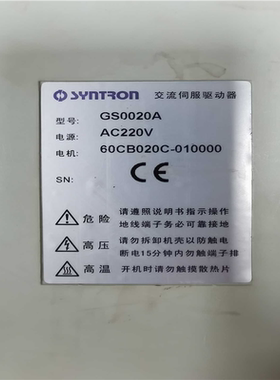 SYNTRON 交流伺服驱动器
型号: GS0020A
电源: AC220V
电机: 60CB020C-010000
SN: CE
危险 请遵照说明书指示操作
地线端子务必可靠接地
高压 请勿拆卸机壳以防触电
断电15分钟内勿触端子排
高温 开机时请勿触摸散热片